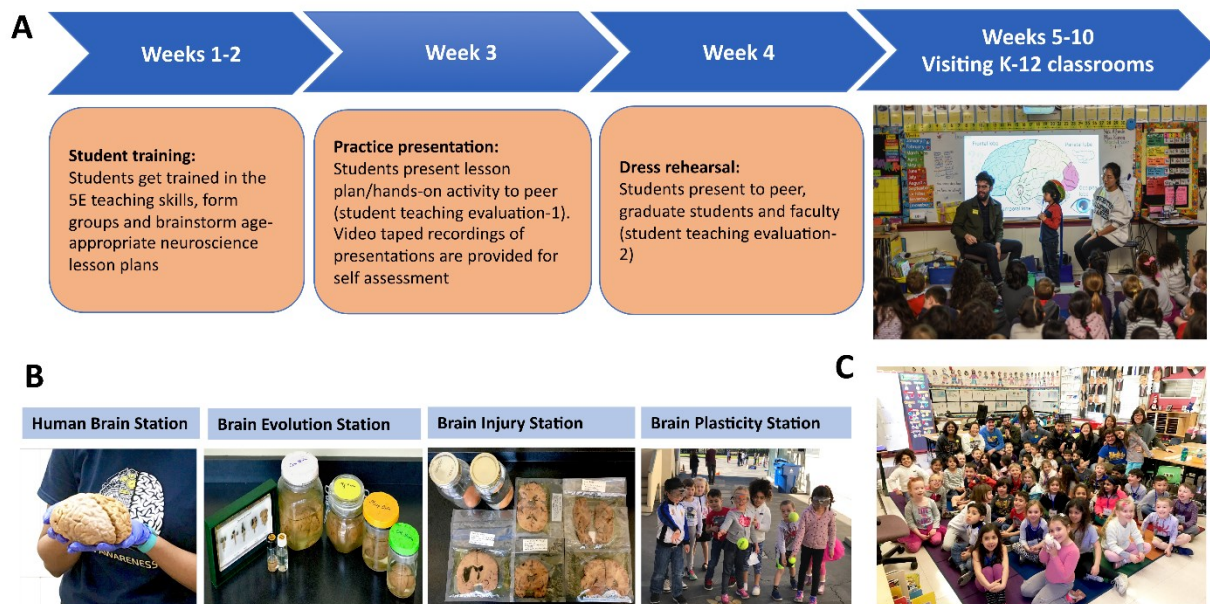 A
Weeks 1-2
Week 3
Week 4
Weeks 5-10
Visiting K-12 classrooms
Student training:
Students get trained in the
5E teaching skills, form
groups and brainstorm age-
appropriate neuroscience
lesson plans
Practice presentation:
Students present lesson
plan/hands-on activity to peer
(student teaching evaluation-1).
Video taped recordings of
presentations are provided for
self assessment
Dress rehearsal:
Students present to peer,
graduate students and faculty
(student teaching evaluation-
2)
B
C
Human Brain Station
Brain Evolution Station
Brain Injury Station
Brain Plasticity Station
AWARENESS